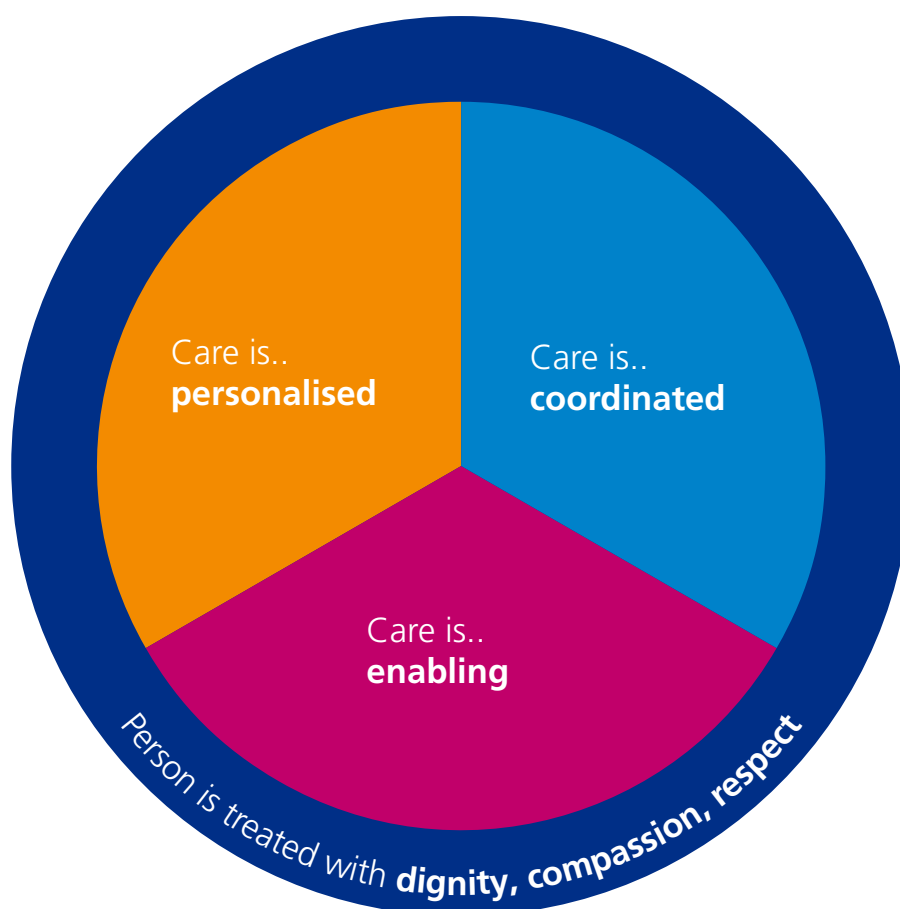 Care is..
personalised
Care is..
coordinated
Care is..
enabling
Person is treated with dignity, compassion, respect